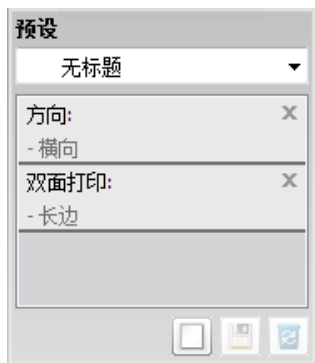 预设
无标题
方向:
- 横向
双面打印:
- 长边